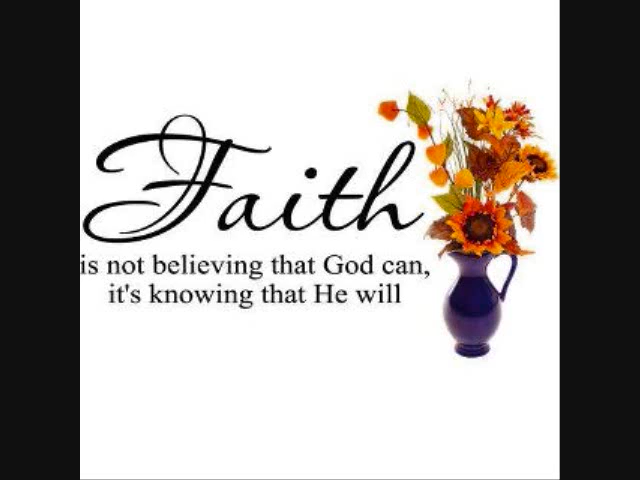 Faith
is not believing that God can,
it's knowing that He will